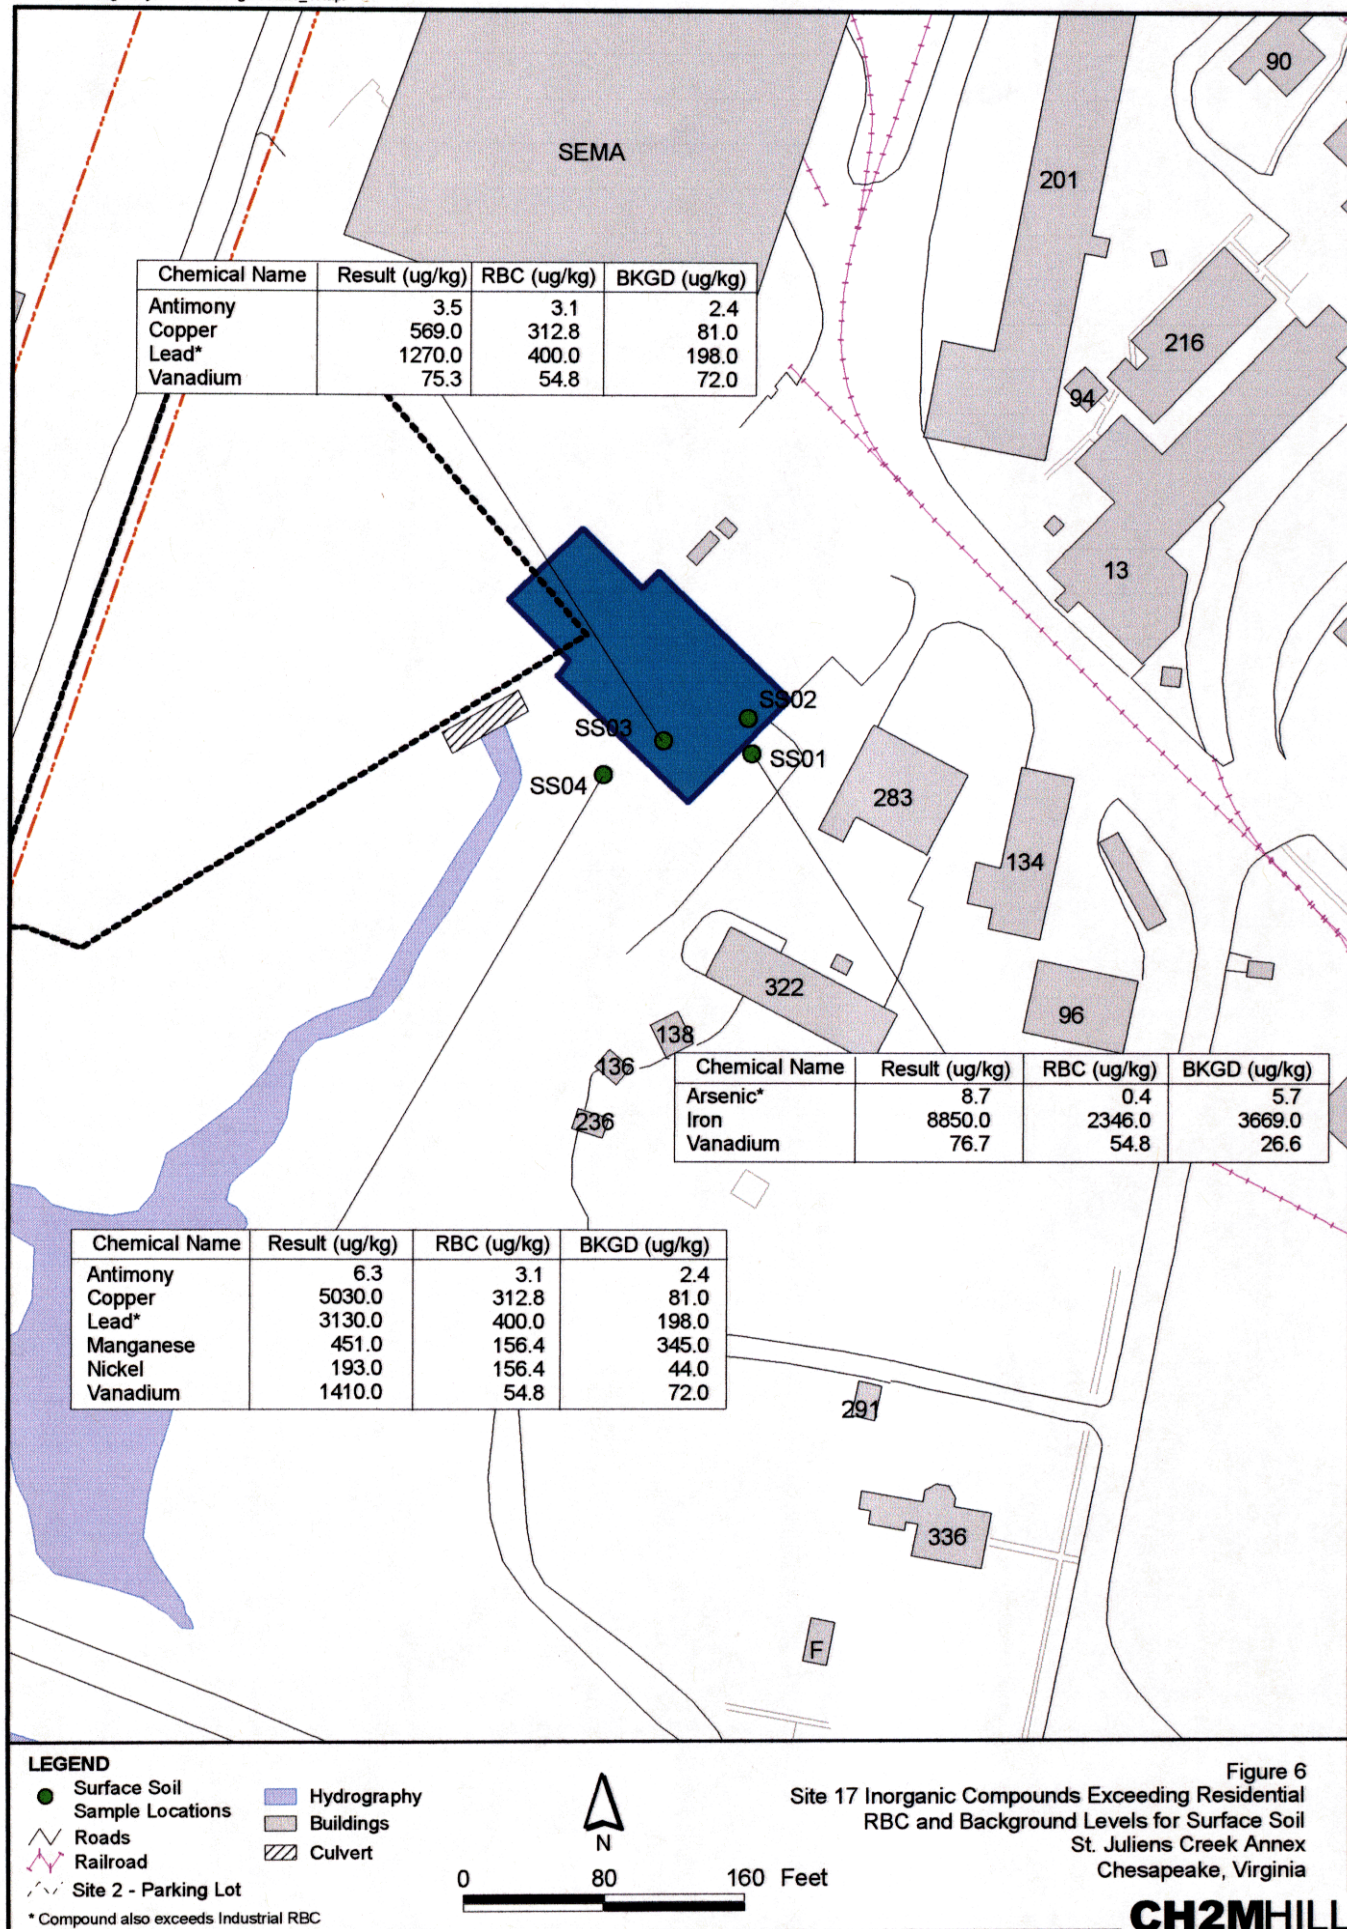 SEMA
90
201
Chemical Name Result (ug/kg) RBC (ug/kg) BKGD (ug/kg)
Antimony 3.5 3.1 2.4
Copper 569.0 312.8 81.0
Lead* 1270.0 400.0 198.0
Vanadium 75.3 54.8 72.0
216
94
13
SS02
SS03
SS01
SS04
283
134
322
96
138
136
236
Chemical Name Result (ug/kg) RBC (ug/kg) BKGD (ug/kg)
Arsenic* 8.7 0.4 5.7
Iron 8850.0 2346.0 3669.0
Vanadium 76.7 54.8 26.6
Chemical Name Result (ug/kg) RBC (ug/kg) BKGD (ug/kg)
Antimony 6.3 3.1 2.4
Copper 5030.0 312.8 81.0
Lead* 3130.0 400.0 198.0
Manganese 451.0 156.4 345.0
Nickel 193.0 156.4 44.0
Vanadium 1410.0 54.8 72.0
291
336
F
LEGEND
Surface Soil
Sample Locations
Roads
Railroad
Site 2 - Parking Lot
* Compound also exceeds Industrial RBC
Hydrography
Buildings
Culvert
N
0 80 160 Feet
Figure 6
Site 17 Inorganic Compounds Exceeding Residential
RBC and Background Levels for Surface Soil
St. Juliens Creek Annex
Chesapeake, Virginia
CH2MHILL